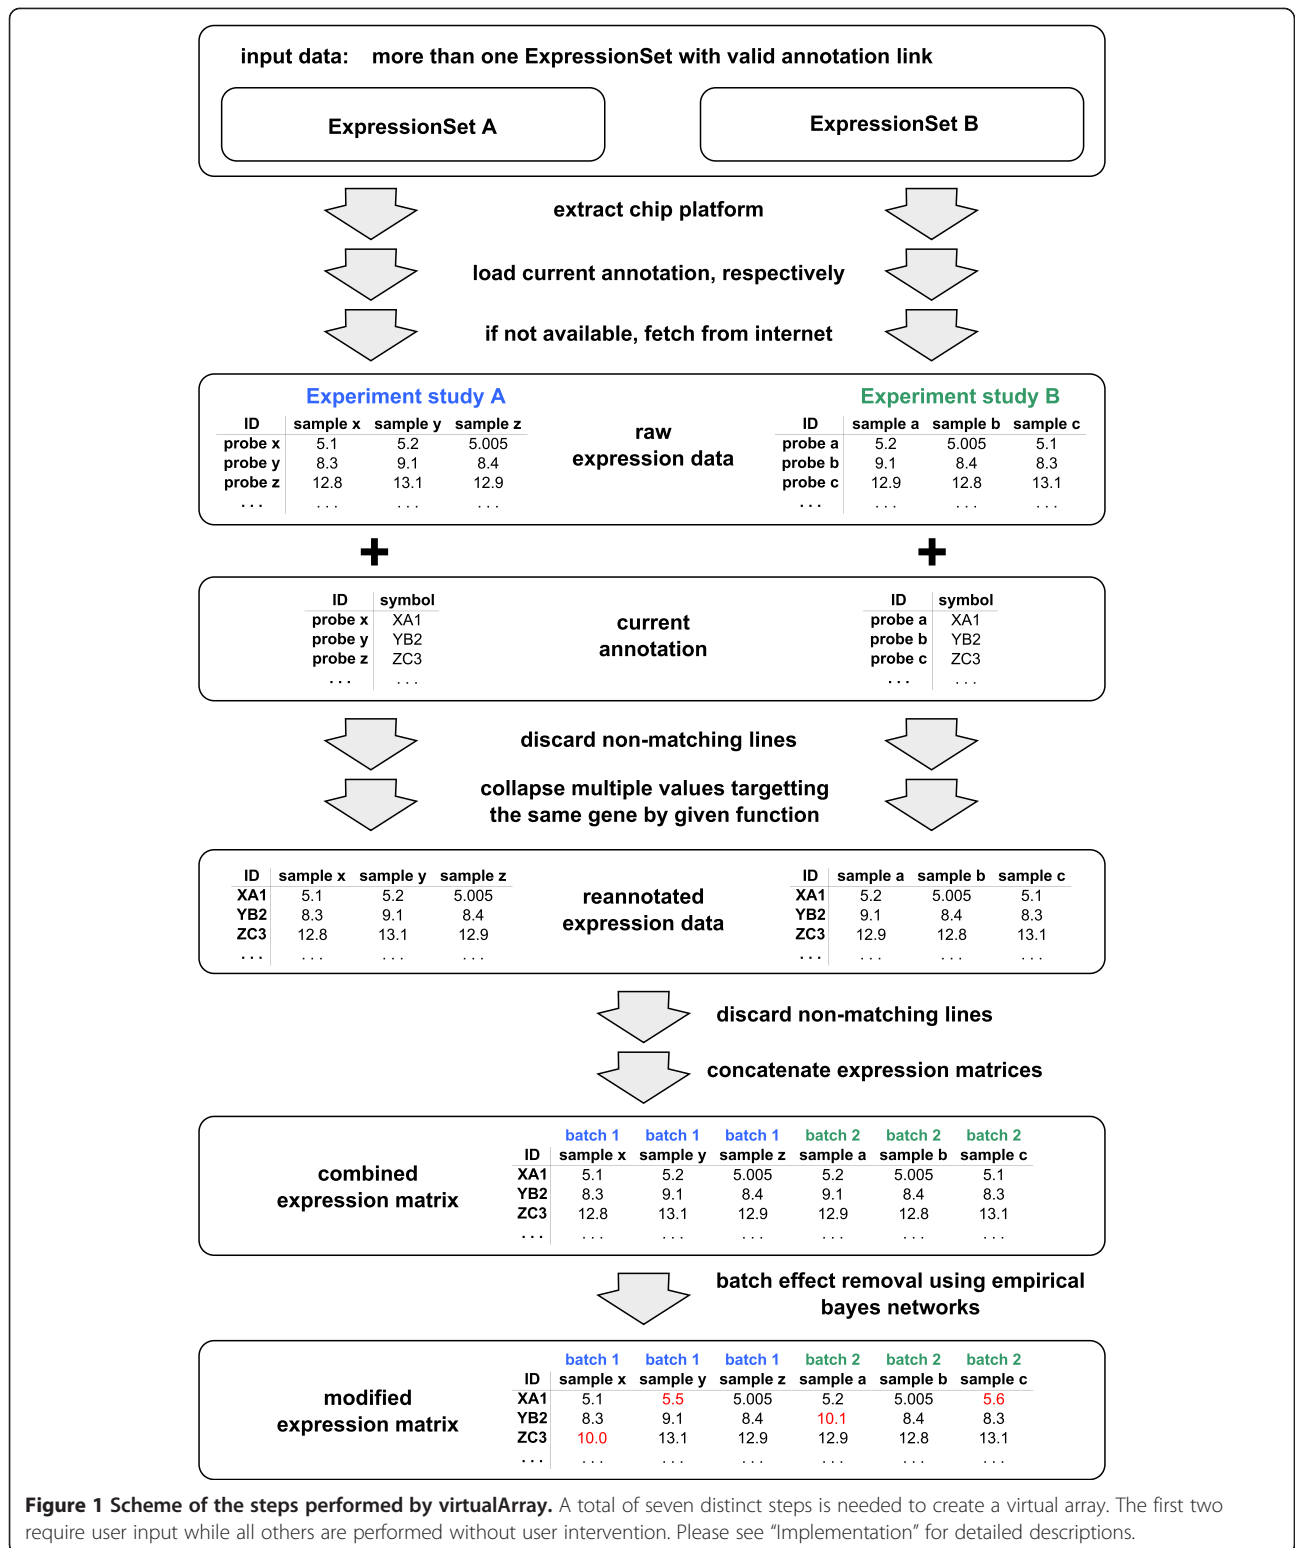 input data: more than one ExpressionSet with valid annotation link
ExpressionSet A
ExpressionSet B
extract chip platform
load current annotation, respectively
if not available, fetch from internet
Experiment study A
ID sample x sample y sample z
probe x 5.1 5.2 5.005
probe y 8.3 9.1 8.4
probe z 12.8 13.1 12.9
. . . . . . . . . . . .
raw
expression data
Experiment study B
ID sample a sample b sample c
probe a 5.2 5.005 5.1
probe b 9.1 8.4 8.3
probe c 12.9 12.8 13.1
. . . . . . . . . . . .
+ +
ID symbol
probe x XA1
probe y YB2
probe z ZC3
. . . . . .
current
annotation
ID symbol
probe a XA1
probe b YB2
probe c ZC3
. . . . . .
discard non-matching lines
collapse multiple values targetting
the same gene by given function
ID sample x sample y sample z
XA1 5.1 5.2 5.005
YB2 8.3 9.1 8.4
ZC3 12.8 13.1 12.9
. . . . . . . . . . . .
reannotated
expression data
ID sample a sample b sample c
XA1 5.2 5.005 5.1
YB2 9.1 8.4 8.3
ZC3 12.9 12.8 13.1
. . . . . . . . . . . .
discard non-matching lines
concatenate expression matrices
combined
expression matrix
batch 1 batch 1 batch 1 batch 2 batch 2 batch 2
ID sample x sample y sample z sample a sample b sample c
XA1 5.1 5.2 5.005 5.2 5.005 5.1
YB2 8.3 9.1 8.4 9.1 8.4 8.3
ZC3 12.8 13.1 12.9 12.9 12.8 13.1
. . . . . . . . . . . . . . . . . . . . .
batch effect removal using empirical
bayes networks
modified
expression matrix
batch 1 batch 1 batch 1 batch 2 batch 2 batch 2
ID sample x sample y sample z sample a sample b sample c
XA1 5.1 5.5 5.005 5.2 5.005 5.6
YB2 8.3 9.1 8.4 10.1 8.4 8.3
ZC3 10.0 13.1 12.9 12.9 12.8 13.1
. . . . . . . . . . . . . . . . . . . . .
Figure 1 Scheme of the steps performed by virtualArray. A total of seven distinct steps is needed to create a virtual array. The first two
require user input while all others are performed without user intervention. Please see “Implementation” for detailed descriptions.